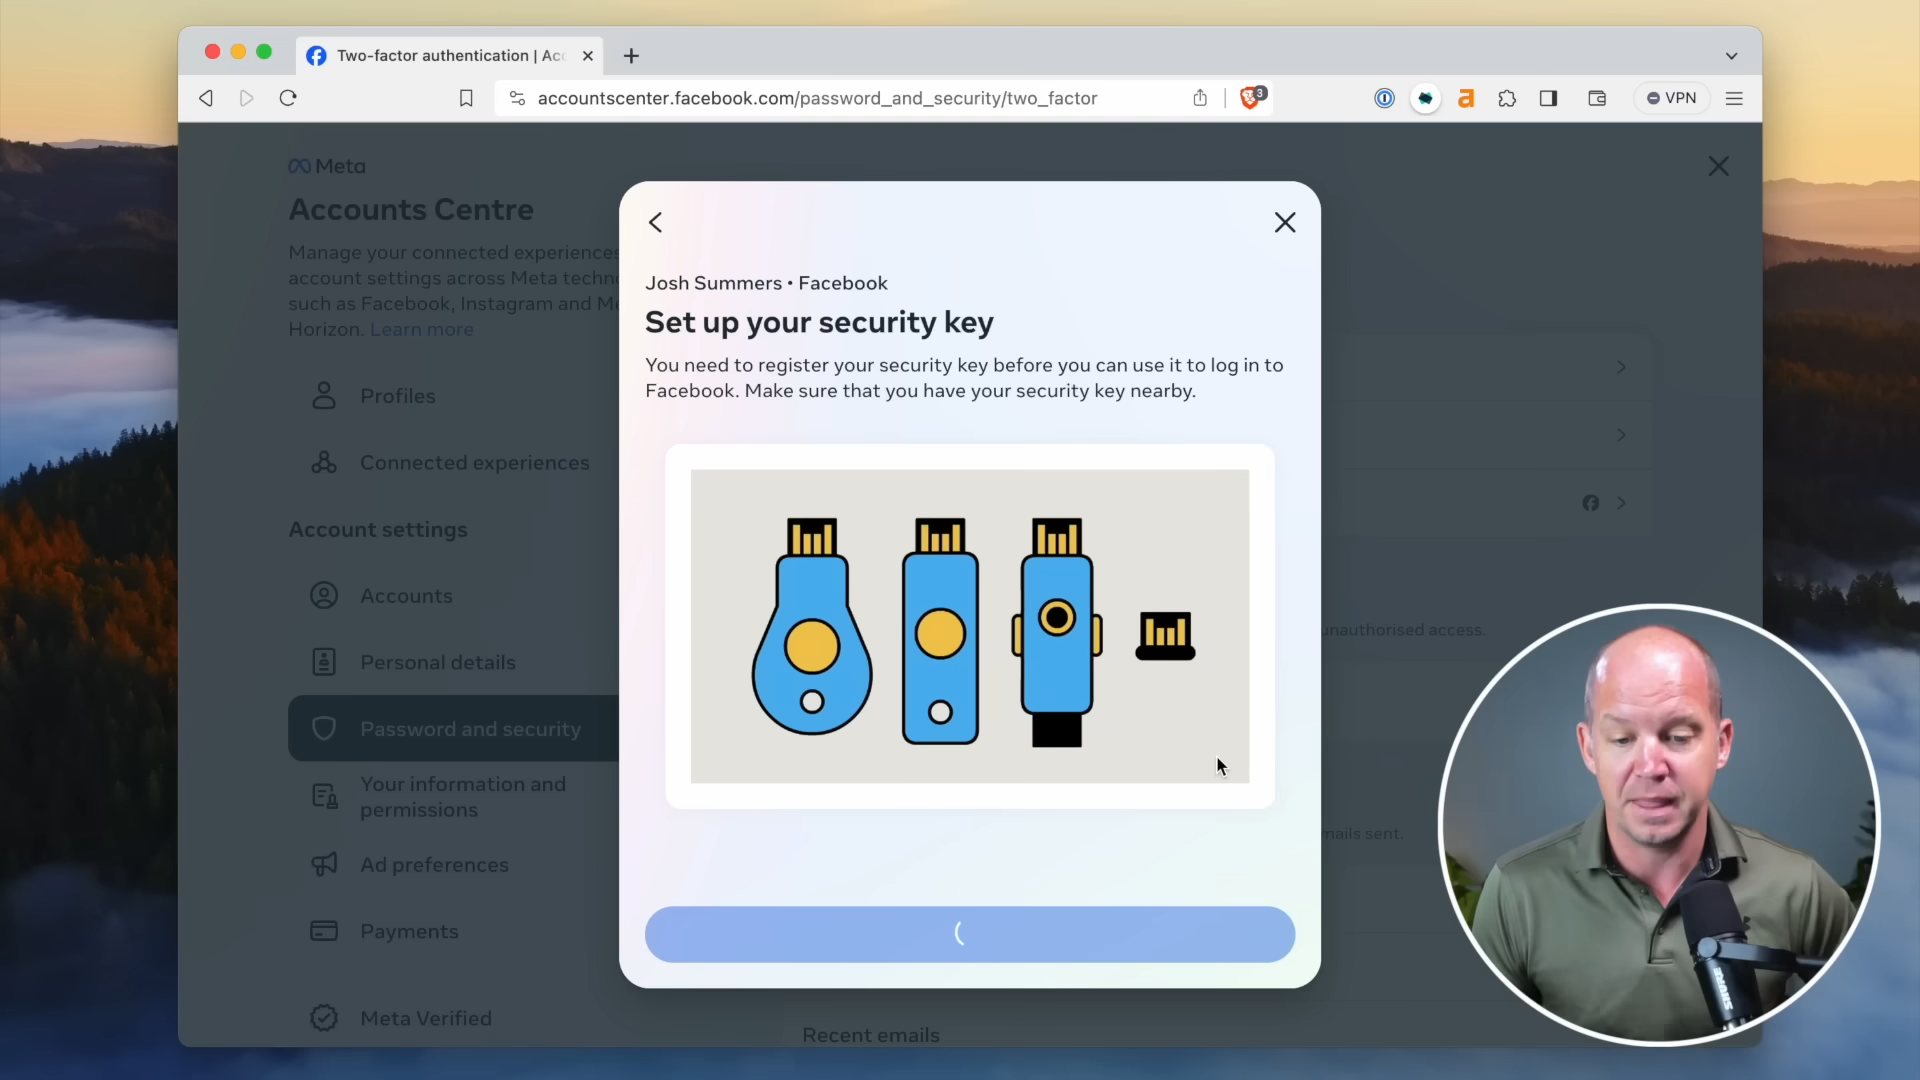 Two-factor authentication | Acc
accountscenter.facebook.com/password_and_security/two_factor
3
VPN
Meta
Accounts Centre
Manage your connected experiences
account settings across Meta techn
such as Facebook, Instagram and M
Horizon. Learn more
Profiles
Connected experiences
Account settings
Accounts
Personal details
Password and security
Your information and
permissions
Ad preferences
Payments
Meta Verified
Josh Summers • Facebook
Set up your security key
You need to register your security key before you can use it to log in to
Facebook. Make sure that you have your security key nearby.
unauthorised access.
mails sent.
Recent emails
SHURE